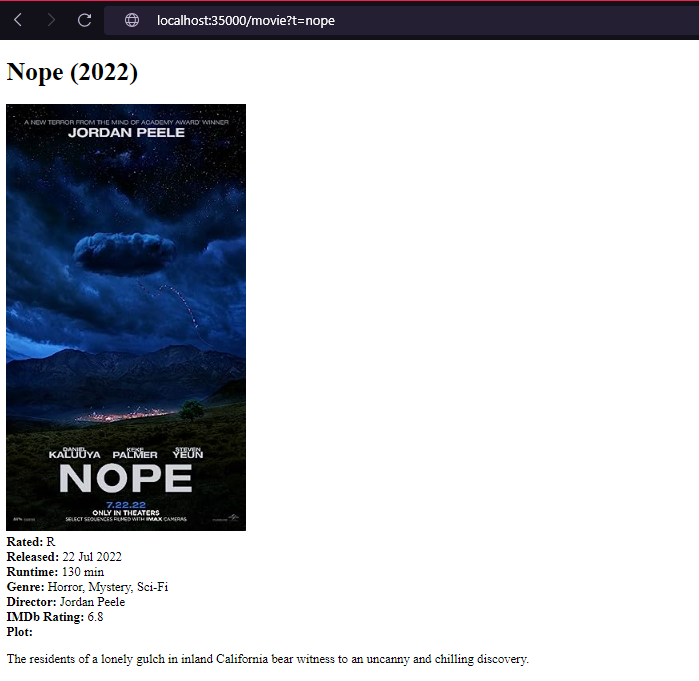 localhost:35000/movie?t=nope
Nope (2022)
A NEW TERROR FROM THE MIND OF ACADEMY AWARD® WINNER
JORDAN PEELE
DANIEL KALUUYA KEKE PALMER STEVEN YEUN
NOPE
7.22.22
ONLY IN THEATERS
SELECT SEQUENCES FILMED WITH IMAX CAMERAS
Rated: R
Released: 22 Jul 2022
Runtime: 130 min
Genre: Horror, Mystery, Sci-Fi
Director: Jordan Peele
IMDb Rating: 6.8
Plot:
The residents of a lonely gulch in inland California bear witness to an uncanny and chilling discovery.